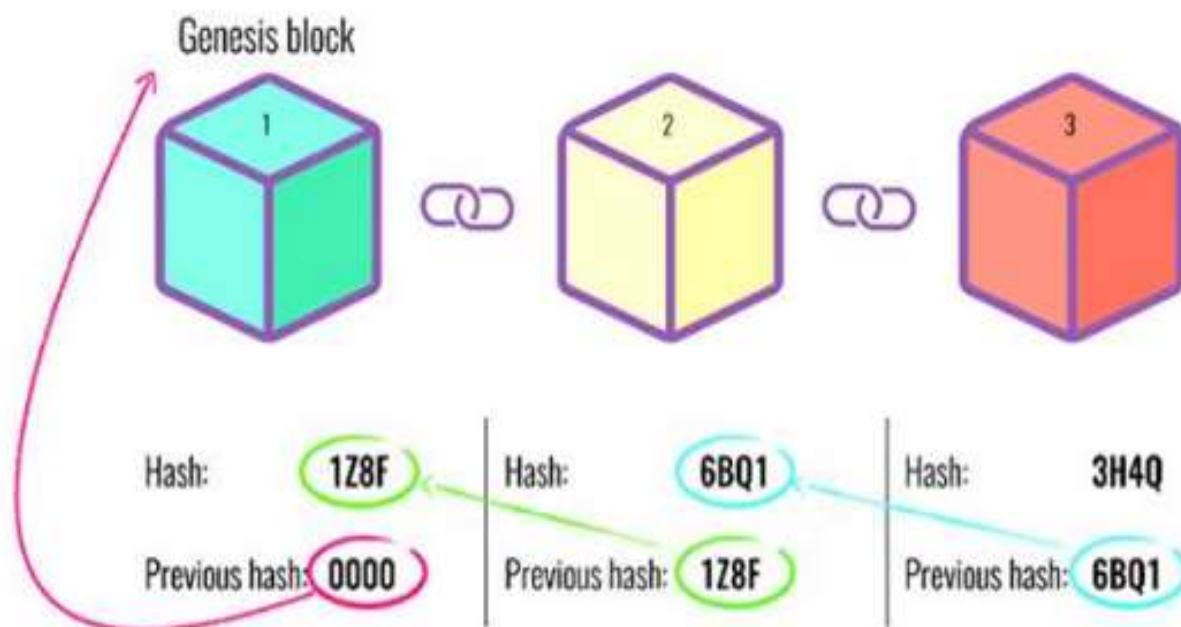 Genesis block
1
2
3
Hash: 1Z8F
Previous hash: 0000
Hash: 6BQ1
Previous hash: 1Z8F
Hash: 3H4Q
Previous hash: 6BQ1